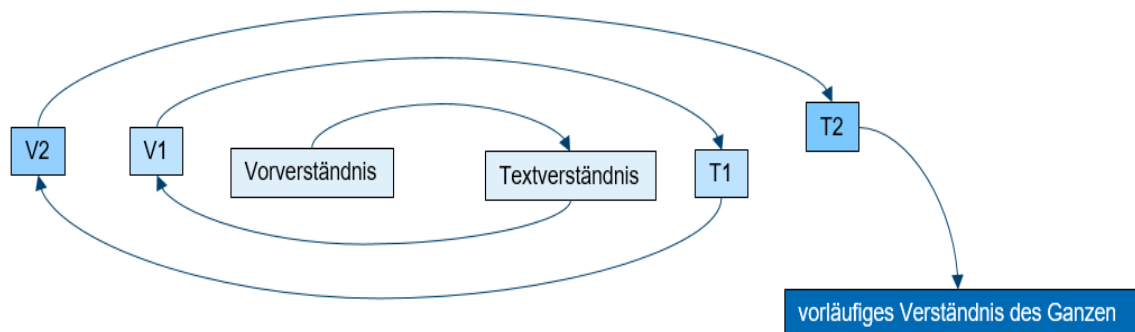 V2
V1
Vorverständnis
Textverständnis
T1
T2
vorläufiges Verständnis des Ganzen